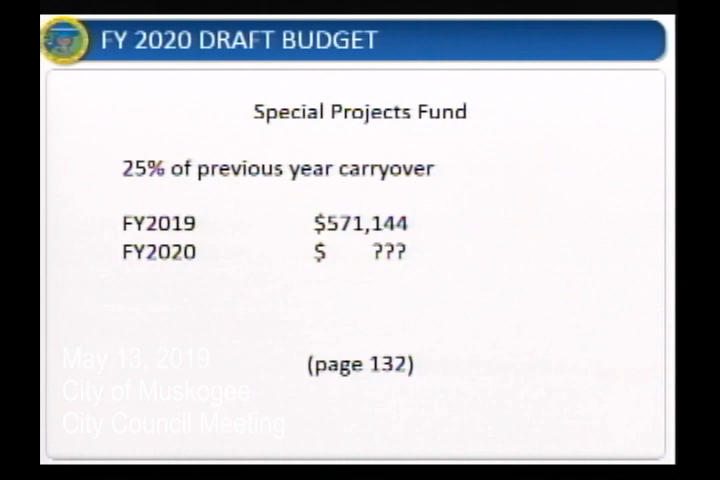 FY 2020 DRAFT BUDGET
Special Projects Fund
25% of previous year carryover
FY2019 $571,144
FY2020 $ ???
(page 132)
May 13, 2019
City of Muskogee
City Council Meeting